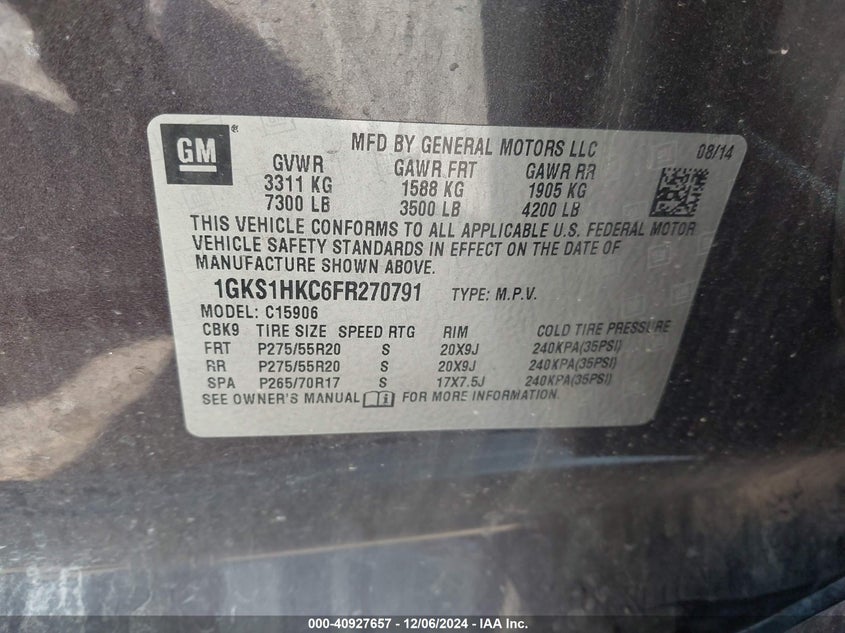 GM
MFD BY GENERAL MOTORS LLC 08/14
GVWR GAWR FRT GAWR RR
3311 KG 1588 KG 1905 KG
7300 LB 3500 LB 4200 LB
THIS VEHICLE CONFORMS TO ALL APPLICABLE U.S. FEDERAL MOTOR
VEHICLE SAFETY STANDARDS IN EFFECT ON THE DATE OF
MANUFACTURE SHOWN ABOVE.
1GKS1HKC6FR270791 TYPE: M.P.V.
MODEL: C15906
CBK9 TIRE SIZE SPEED RTG RIM COLD TIRE PRESSURE
FRT P275/55R20 S 20X9J 240KPA(35PSI)
RR P275/55R20 S 20X9J 240KPA(35PSI)
SPA P265/70R17 S 17X7.5J 240KPA(35PSI)
SEE OWNER'S MANUAL FOR MORE INFORMATION.
000-40927657 - 12/06/2024 - IAA Inc.